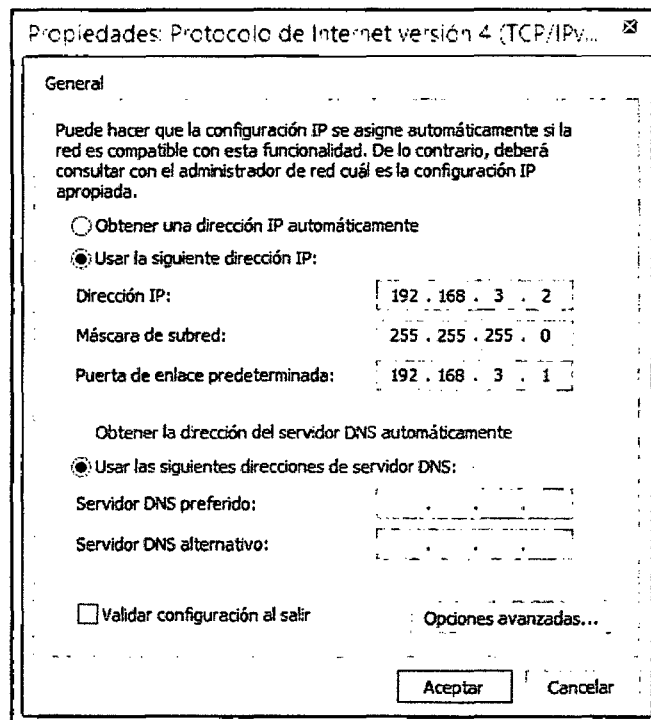 Propiedades: Protocolo de Internet versión 4 (TCP/IPv...
General
Puede hacer que la configuración IP se asigne automáticamente si la
red es compatible con esta funcionalidad. De lo contrario, deberá
consultar con el administrador de red cuál es la configuración IP
apropiada.
Obtener una dirección IP automáticamente
Usar la siguiente dirección IP:
Dirección IP: 192 . 168 . 3 . 2
Máscara de subred: 255 . 255 . 255 . 0
Puerta de enlace predeterminada: 192 . 168 . 3 . 1
Obtener la dirección del servidor DNS automáticamente
Usar las siguientes direcciones de servidor DNS:
Servidor DNS preferido: . . .
Servidor DNS alternativo: . . .
Validar configuración al salir Opciones avanzadas...
Aceptar Cancelar